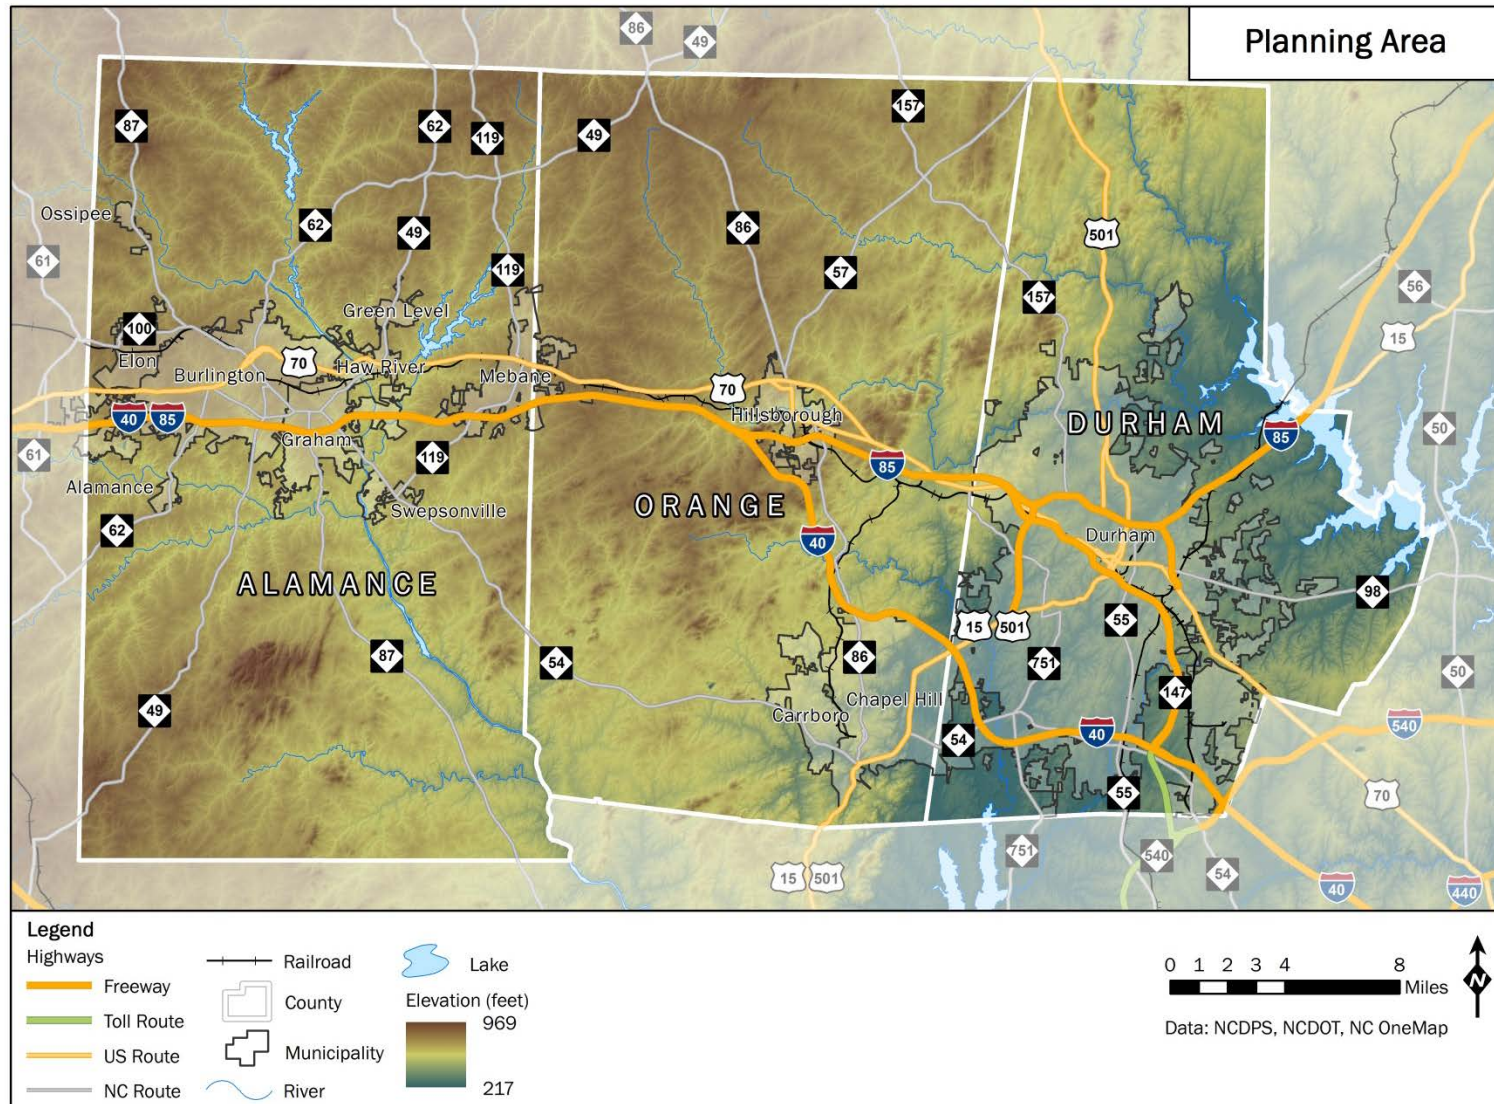 Planning Area
86
49
87
62
119
49
157
Ossipee
62
49
86
501
61
119
57
157
56
Green Level
100
15
Elon
70
Haw River
Burlington
Mebane
70
40
85
Hillsborough
DURHAM
85
50
61
Graham
119
85
Alamance
ORANGE
Swepsonville
62
40
Durham
ALAMANCE
98
15
501
55
87
54
86
751
50
147
49
Carrboro
Chapel Hill
54
40
540
55
70
751
540
15
501
54
40
440
Legend
Highways
Freeway
Toll Route
US Route
NC Route
Railroad
County
Municipality
River
Lake
Elevation (feet)
969
217
0 1 2 3 4 8
Miles
N
Data: NCDPS, NCDOT, NC OneMap